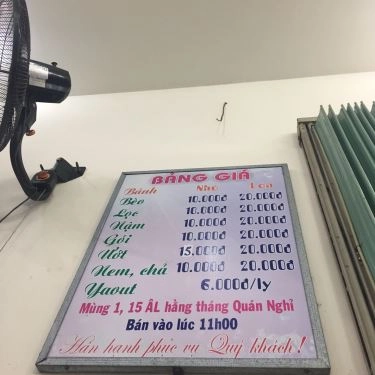 BẢNG GIÁ
Bánh Nhỏ Lớn
Bèo 10.000đ 20.000đ
Lọc 10.000đ 20.000đ
Nậm 10.000đ 20.000đ
Gói 10.000đ 20.000đ
Ướt 15.000đ 20.000đ
Nem, chả 10.000đ 20.000đ
Yaout 6.000đ/ly
Mùng 1, 15 ÂL hằng tháng Quán Nghỉ
Bán vào lúc 11h00
Hân hạnh phục vụ Quý khách!